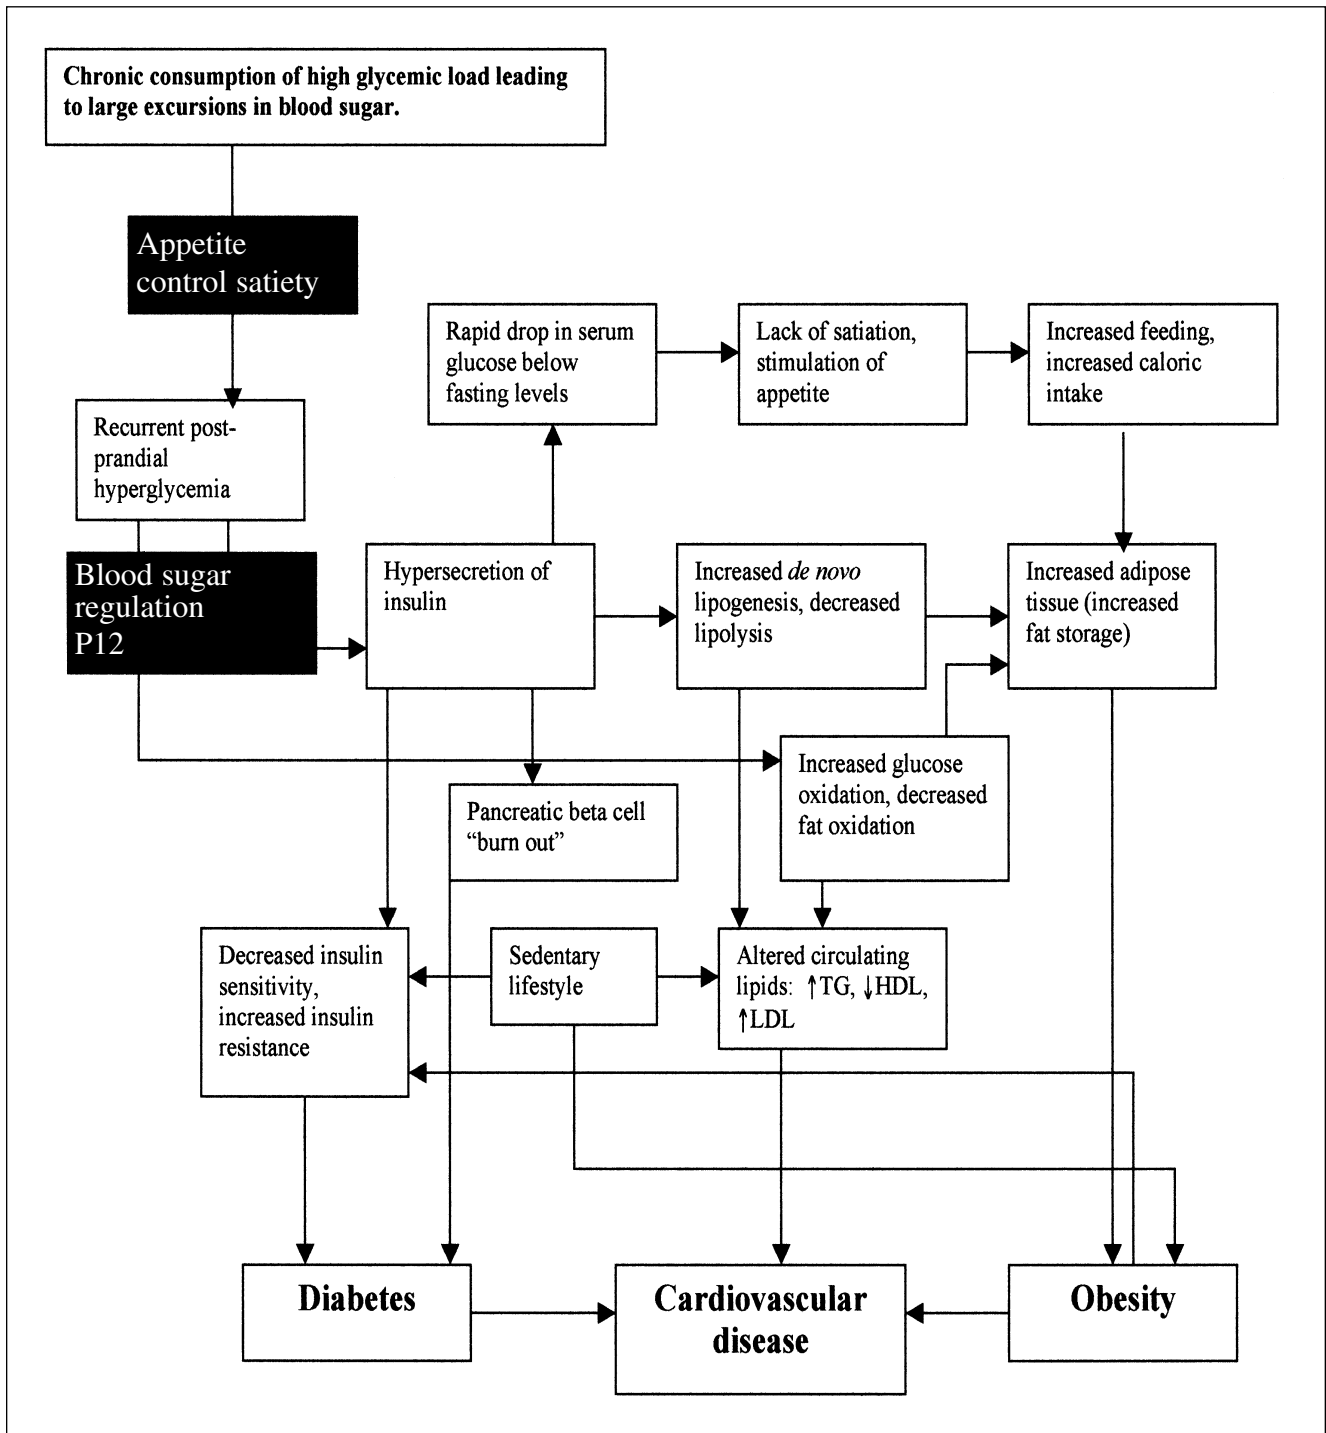 Chronic consumption of high glycemic load leading
to large excursions in blood sugar.
Appetite
control satiety
Rapid drop in serum
glucose below
fasting levels
Lack of satiation,
stimulation of
appetite
Increased feeding,
increased caloric
intake
Recurrent post-
prandial
hyperglycemia
Blood sugar
regulation
P12
Hypersecretion of
insulin
Increased de novo
lipogenesis, decreased
lipolysis
Increased adipose
tissue (increased
fat storage)
Increased glucose
oxidation, decreased
fat oxidation
Pancreatic beta cell
“burn out”
Decreased insulin
sensitivity,
increased insulin
resistance
Sedentary
lifestyle
Altered circulating
lipids: ↑TG, ↓HDL,
↑LDL
Diabetes
Cardiovascular
disease
Obesity